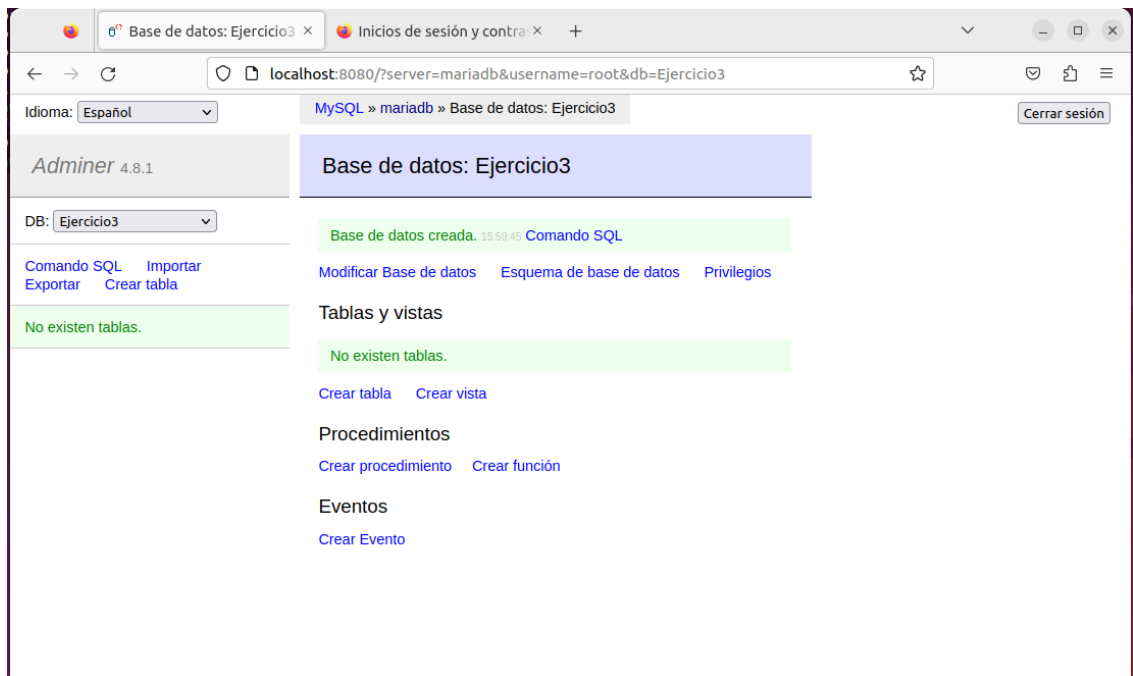 Base de datos: Ejercicio3
Inicios de sesión y contras
localhost:8080/?server=mariadb&username=root&db=Ejercicio3
Idioma: Español
MySQL » mariadb » Base de datos: Ejercicio3
Cerrar sesión
Adminer 4.8.1
Base de datos: Ejercicio3
DB: Ejercicio3
Base de datos creada. 15:59:45 Comando SQL
Comando SQL Importar
Exportar Crear tabla
Modificar Base de datos Esquema de base de datos Privilegios
No existen tablas.
Tablas y vistas
No existen tablas.
Crear tabla Crear vista
Procedimientos
Crear procedimiento Crear función
Eventos
Crear Evento